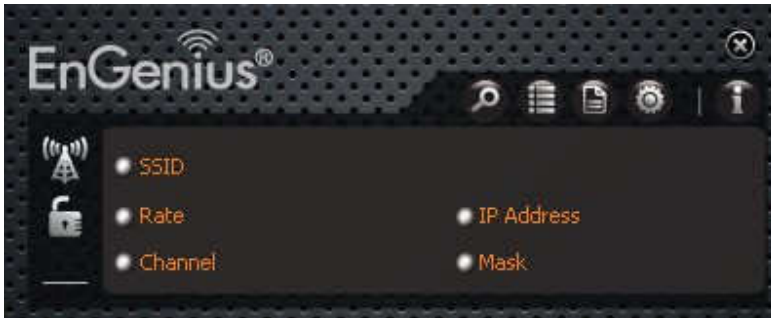 EnGenius®
SSID
Rate
IP Address
Channel
Mask